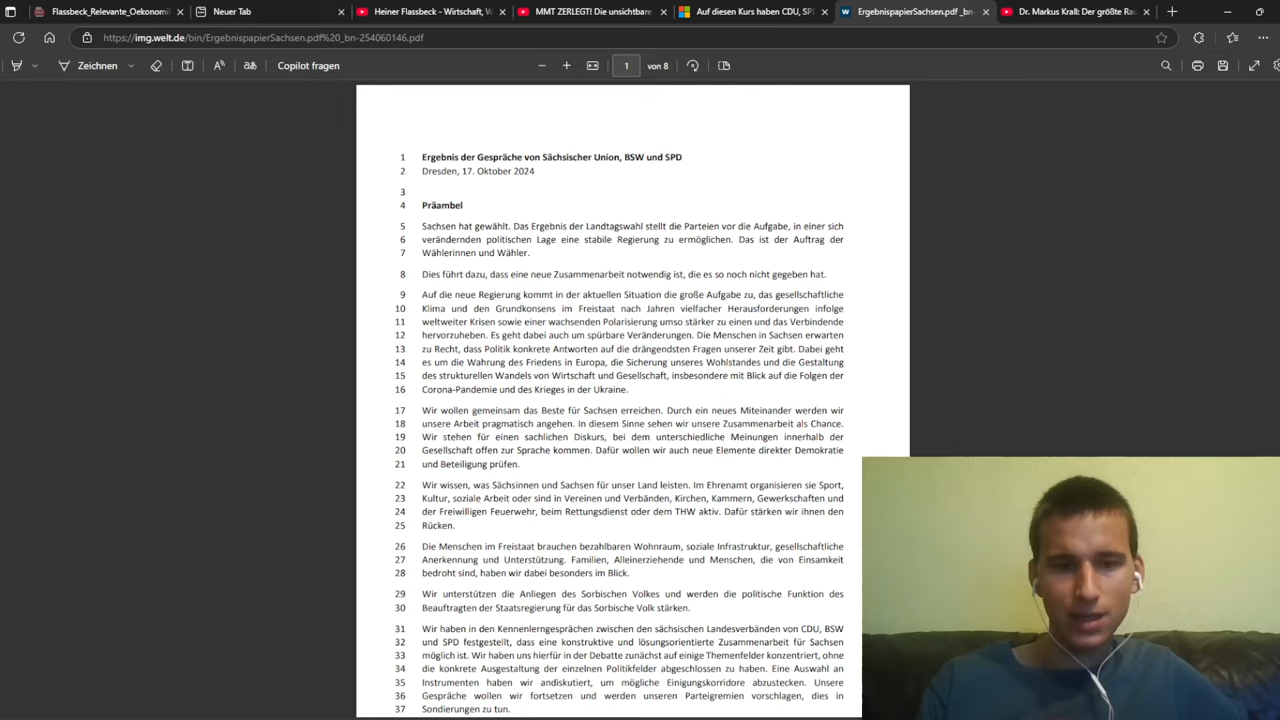 Flassbeck_Relevante_Oekonomik
Neuer Tab
Heiner Flassbeck - Wirtschaft, W
MMT ZERLEGT! Die unsichtbare
Auf diesen Kurs haben CDU, SP
ErgebnispapierSachsen.pdf_bn-
Dr. Markus Krall: Der größte Ra
https://img.welt.de/bin/ErgebnispapierSachsen.pdf%20_bn-254060146.pdf
Zeichnen
Copilot fragen
1 von 8
1 Ergebnis der Gespräche von Sächsischer Union, BSW und SPD
2 Dresden, 17. Oktober 2024
3
4 Präambel
5 Sachsen hat gewählt. Das Ergebnis der Landtagswahl stellt die Parteien vor die Aufgabe, in einer sich
6 verändernden politischen Lage eine stabile Regierung zu ermöglichen. Das ist der Auftrag der
7 Wählerinnen und Wähler.
8 Dies führt dazu, dass eine neue Zusammenarbeit notwendig ist, die es so noch nicht gegeben hat.
9 Auf die neue Regierung kommt in der aktuellen Situation die große Aufgabe zu, das gesellschaftliche
10 Klima und den Grundkonsens im Freistaat nach Jahren vielfacher Herausforderungen infolge
11 weltweiter Krisen sowie einer wachsenden Polarisierung umso stärker zu einen und das Verbindende
12 hervorzuheben. Es geht dabei auch um spürbare Veränderungen. Die Menschen in Sachsen erwarten
13 zu Recht, dass Politik konkrete Antworten auf die drängendsten Fragen unserer Zeit gibt. Dabei geht
14 es um die Wahrung des Friedens in Europa, die Sicherung unseres Wohlstandes und die Gestaltung
15 des strukturellen Wandels von Wirtschaft und Gesellschaft, insbesondere mit Blick auf die Folgen der
16 Corona-Pandemie und des Krieges in der Ukraine.
17 Wir wollen gemeinsam das Beste für Sachsen erreichen. Durch ein neues Miteinander werden wir
18 unsere Arbeit pragmatisch angehen. In diesem Sinne sehen wir unsere Zusammenarbeit als Chance.
19 Wir stehen für einen sachlichen Diskurs, bei dem unterschiedliche Meinungen innerhalb der
20 Gesellschaft offen zur Sprache kommen. Dafür wollen wir auch neue Elemente direkter Demokratie
21 und Beteiligung prüfen.
22 Wir wissen, was Sächsinnen und Sachsen für unser Land leisten. Im Ehrenamt organisieren sie Sport,
23 Kultur, soziale Arbeit oder sind in Vereinen und Verbänden, Kirchen, Kammern, Gewerkschaften und
24 der Freiwilligen Feuerwehr, beim Rettungsdienst oder dem THW aktiv. Dafür stärken wir ihnen den
25 Rücken.
26 Die Menschen im Freistaat brauchen bezahlbaren Wohnraum, soziale Infrastruktur, gesellschaftliche
27 Anerkennung und Unterstützung. Familien, Alleinerziehende und Menschen, die von Einsamkeit
28 bedroht sind, haben wir dabei besonders im Blick.
29 Wir unterstützen die Anliegen des Sorbischen Volkes und werden die politische Funktion des
30 Beauftragten der Staatsregierung für das Sorbische Volk stärken.
31 Wir haben in den Kennenlerngesprächen zwischen den sächsischen Landesverbänden von CDU, BSW
32 und SPD festgestellt, dass eine konstruktive und lösungsorientierte Zusammenarbeit für Sachsen
33 möglich ist. Wir haben uns hierfür in der Debatte zunächst auf einige Themenfelder konzentriert, ohne
34 die konkrete Ausgestaltung der einzelnen Politikfelder abgeschlossen zu haben. Eine Auswahl an
35 Instrumenten haben wir andiskutiert, um mögliche Einigungskorridore abzustecken. Unsere
36 Gespräche wollen wir fortsetzen und werden unseren Parteigremien vorschlagen, dies in
37 Sondierungen zu tun.